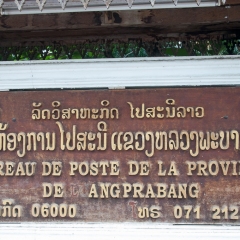 ລັດວິສາຫະກິດ ໄປສະນີລາວ
ຫ້ອງການໄປສະນີ ແຂວງຫລວງພະບາ
REAU DE POSTE DE LA PROVIN
DE LUANGPRABANG
ກົດ 06000 ໂທຣ 071 212